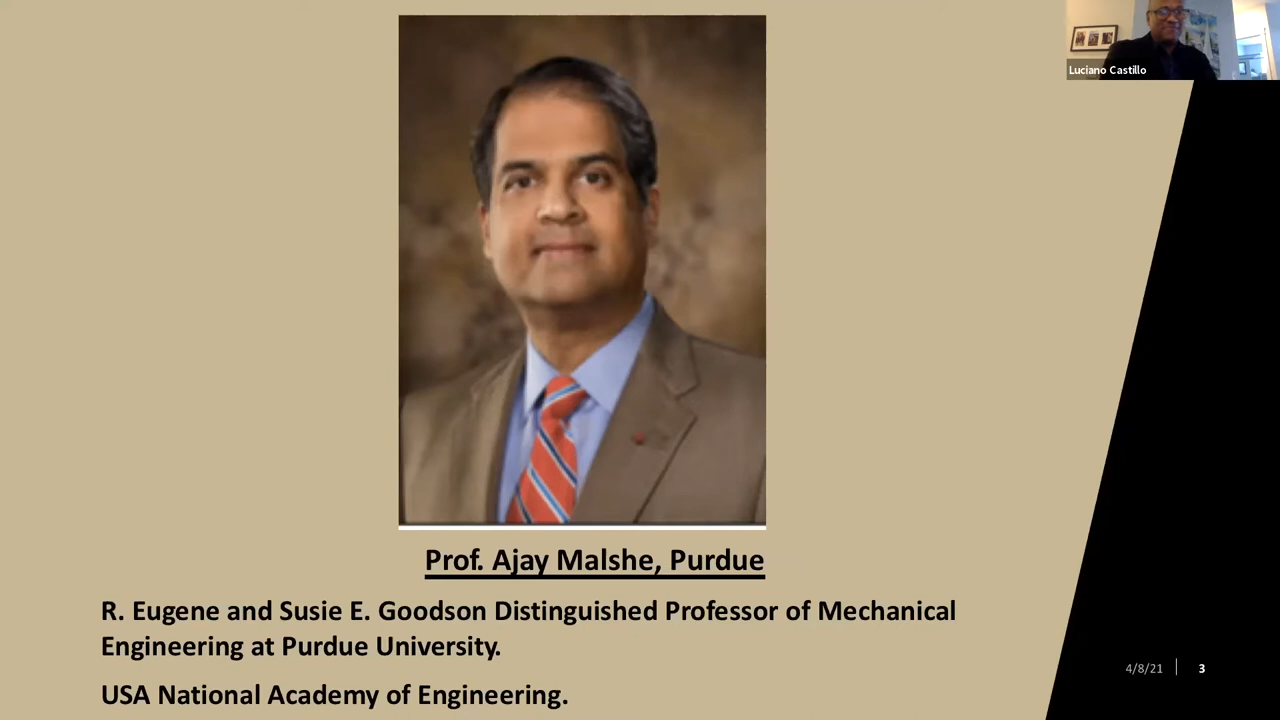 Luciano Castillo
Prof. Ajay Malshe, Purdue
R. Eugene and Susie E. Goodson Distinguished Professor of Mechanical
Engineering at Purdue University.
USA National Academy of Engineering.
4/8/21 3